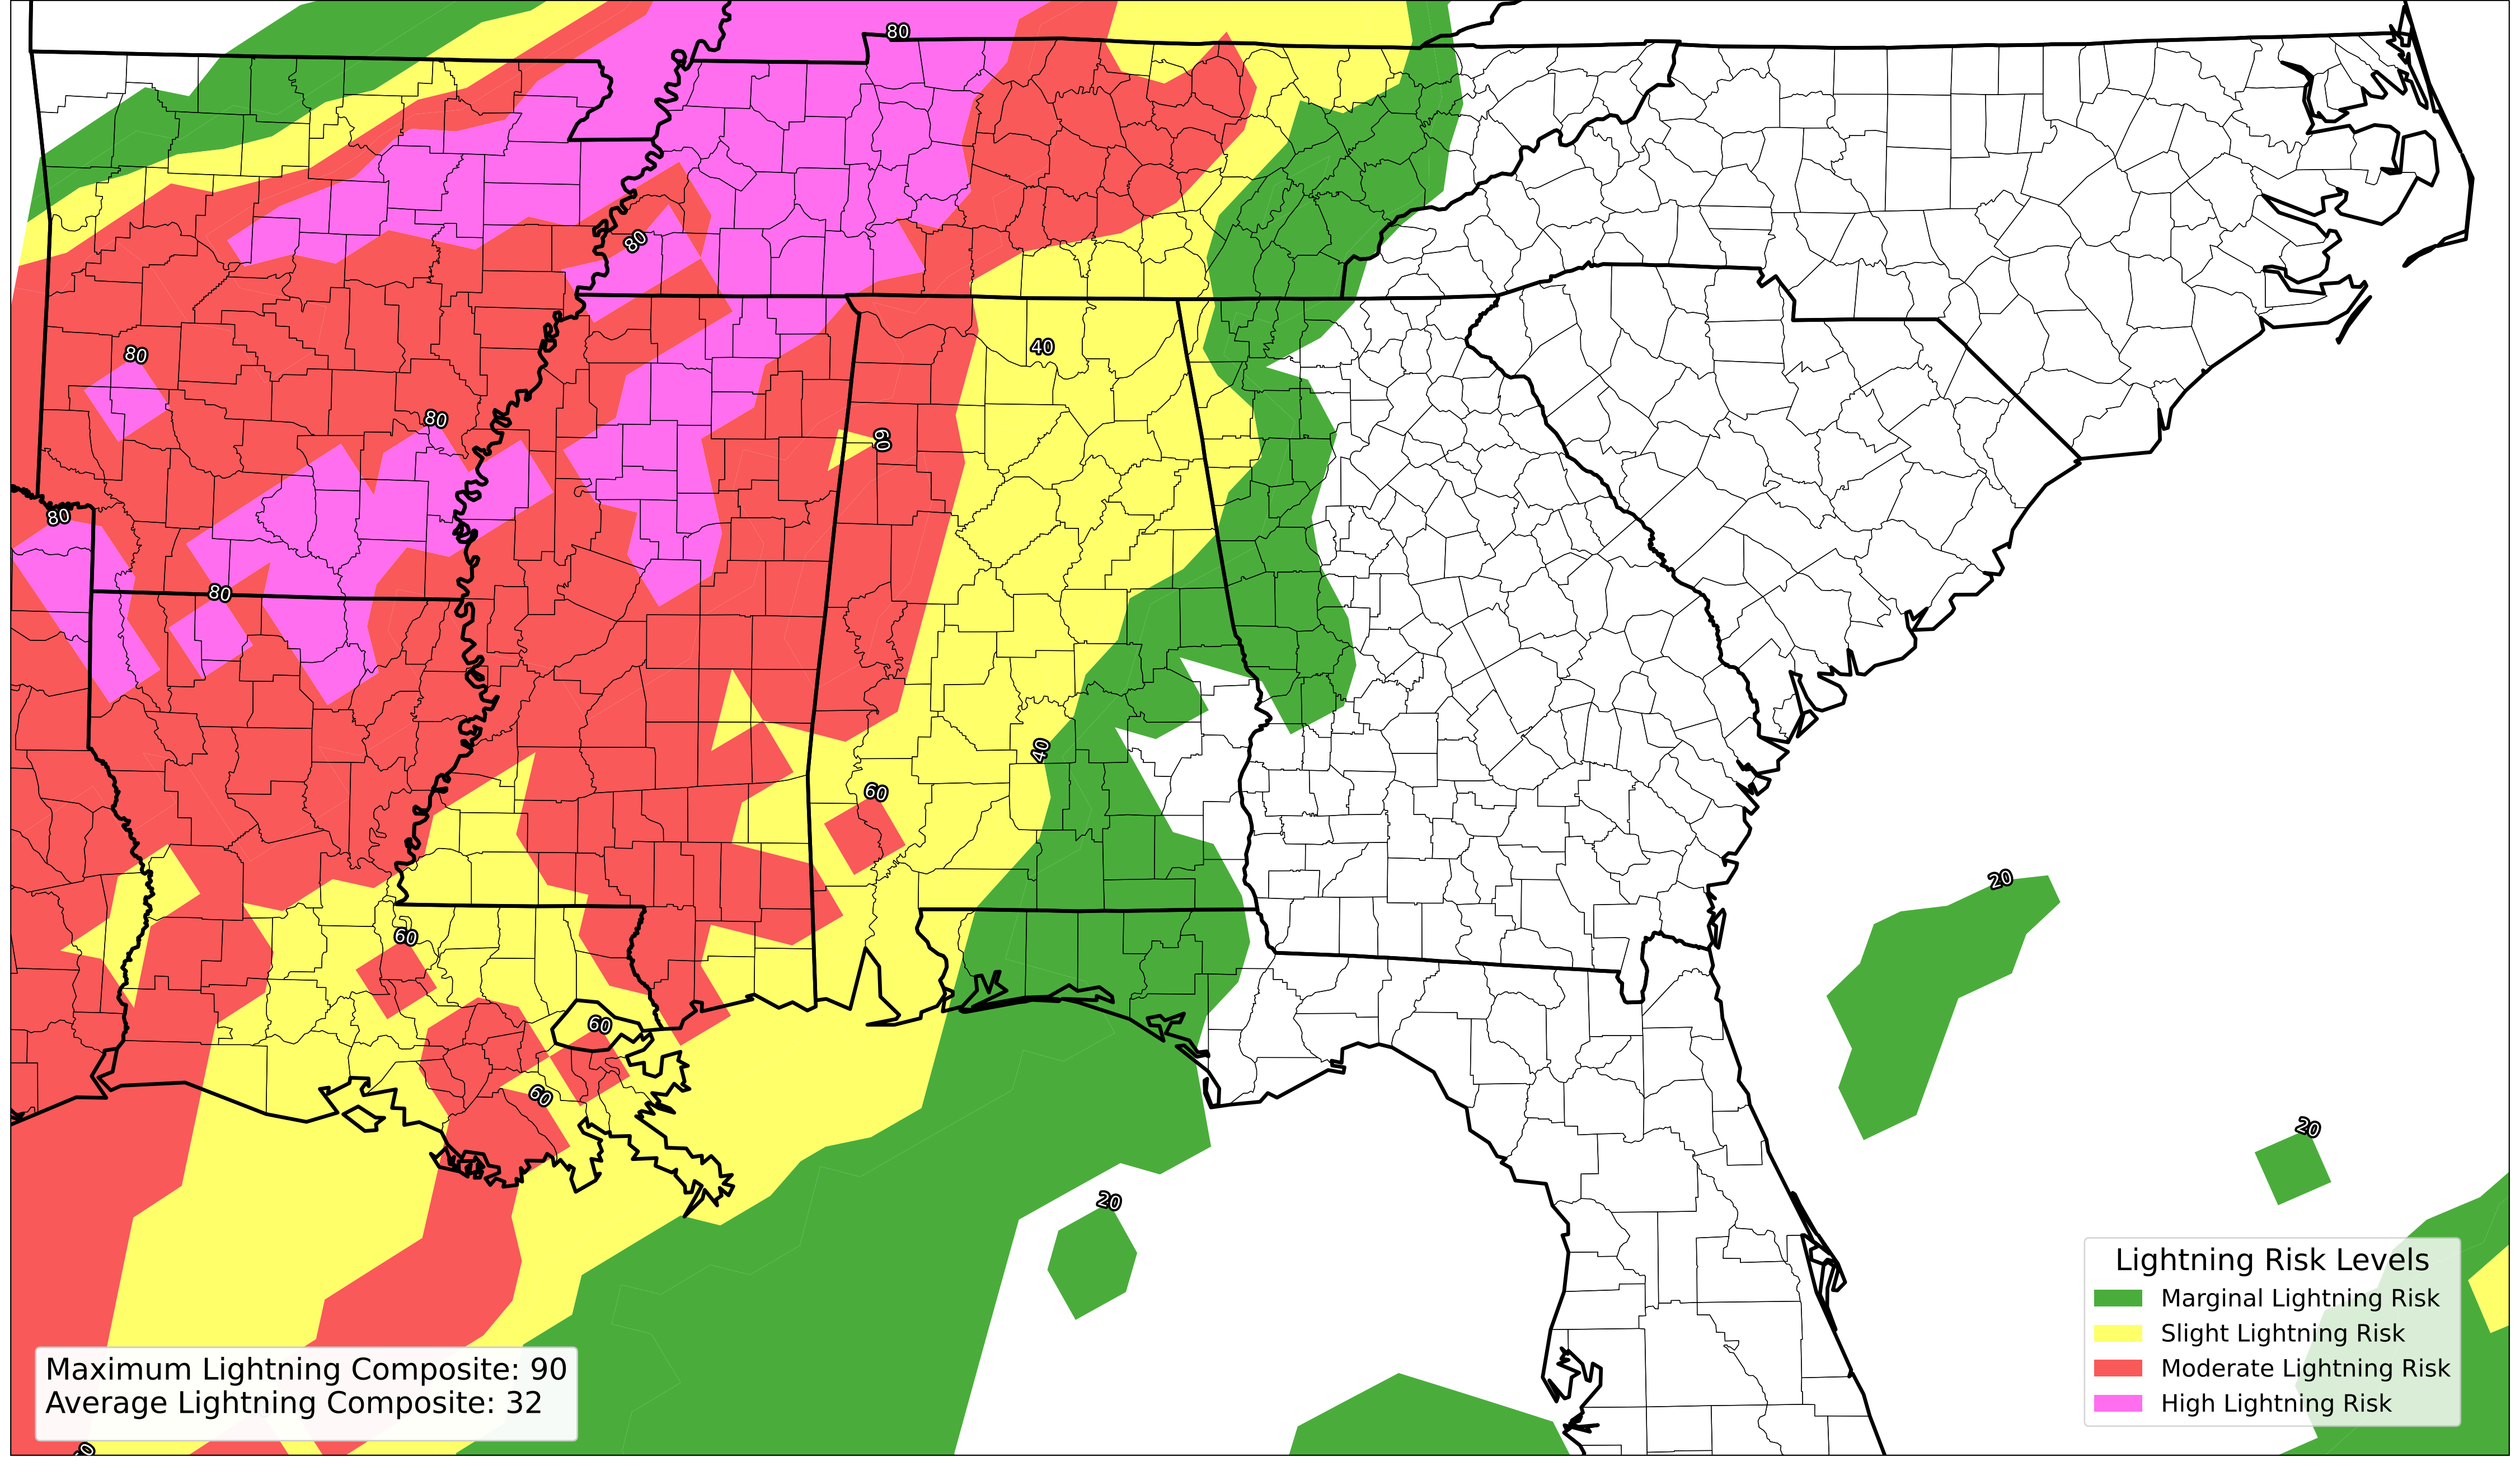 80
80
40
80
80
60
80
80
40
60
20
60
60
20
60
20
Lightning Risk Levels
Marginal Lightning Risk
Slight Lightning Risk
Moderate Lightning Risk
High Lightning Risk
Maximum Lightning Composite: 90
Average Lightning Composite: 32